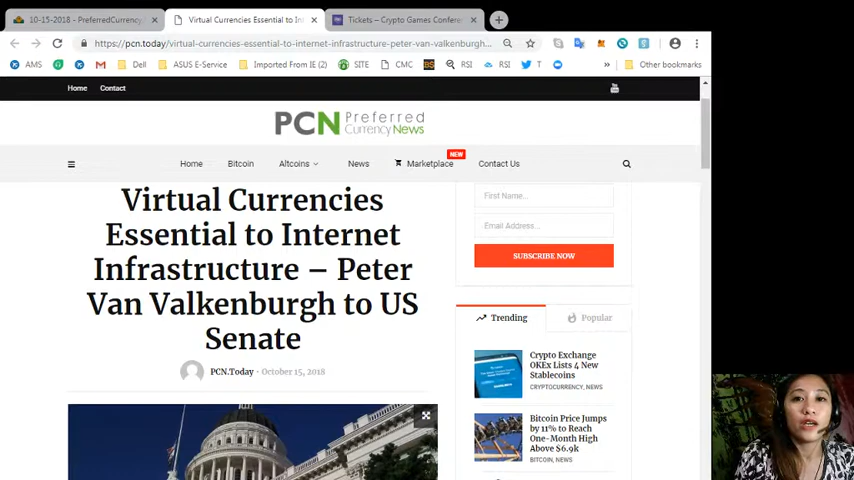 10-15-2018 - PreferredCurrency
Virtual Currencies Essential to In
Tickets – Crypto Games Confere
https://pcn.today/virtual-currencies-essential-to-internet-infrastructure-peter-van-valkenburgh...
AMS
G
Dell
ASUS E-Service
Imported From IE (2)
SITE
CMC
RSI
RSI
T
»
Other bookmarks
Home
Contact
PCN Preferred
Currency News
Home
Bitcoin
Altcoins
News
Marketplace
NEW
Contact Us
Virtual Currencies
Essential to Internet
Infrastructure – Peter
Van Valkenburgh to US
Senate
PCN.Today - October 15, 2018
First Name...
Email Address...
SUBSCRIBE NOW
Trending
Popular
Crypto Exchange
OKEx Lists 4 New
Stablecoins
CRYPTOCURRENCY, NEWS
Bitcoin Price Jumps
by 11% to Reach
One-Month High
Above $6.9k
BITCOIN, NEWS